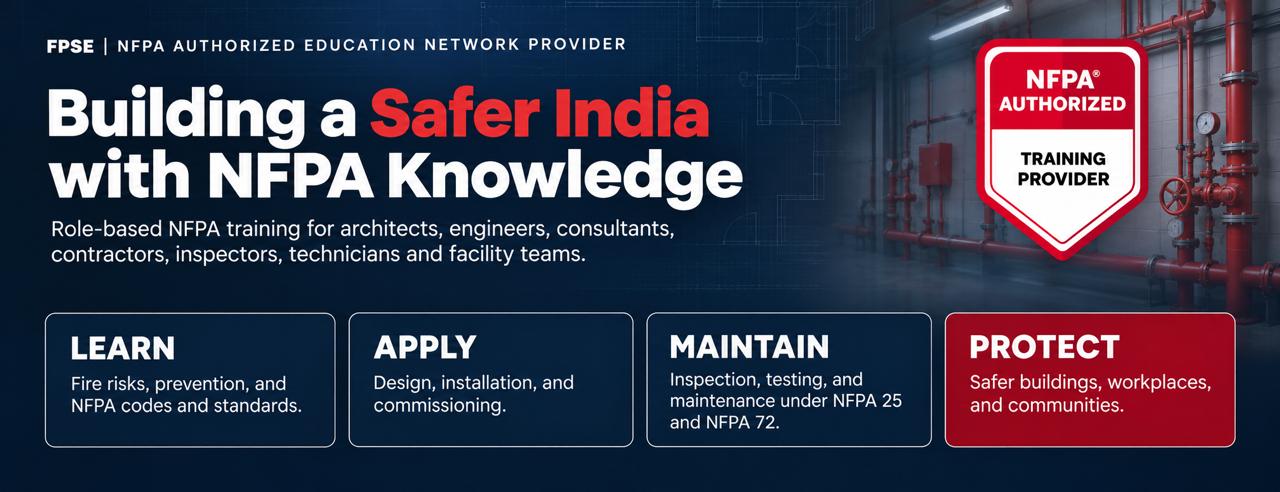 FPSE | NFPA AUTHORIZED EDUCATION NETWORK PROVIDER
Building a Safer India
with NFPA Knowledge
Role-based NFPA training for architects, engineers, consultants,
contractors, inspectors, technicians and facility teams.
NFPA®
AUTHORIZED
TRAINING
PROVIDER
LEARN
Fire risks, prevention, and
NFPA codes and standards.
APPLY
Design, installation, and
commissioning.
MAINTAIN
Inspection, testing, and
maintenance under NFPA 25
and NFPA 72.
PROTECT
Safer buildings, workplaces,
and communities.